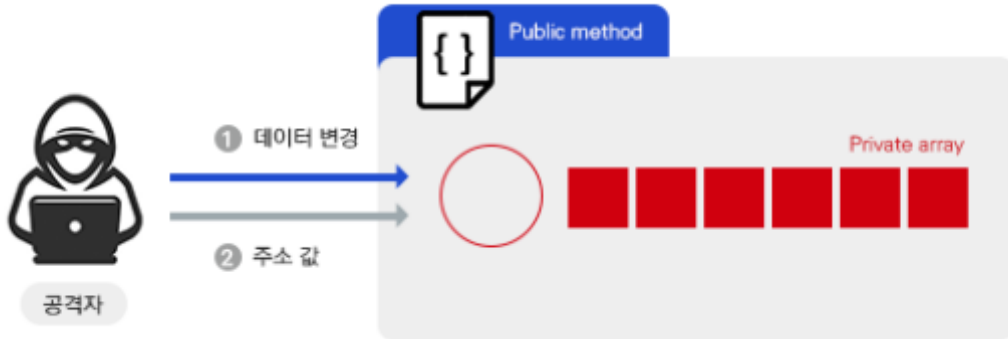 Public method
{ }
1 데이터 변경
Private array
2 주소 값
공격자